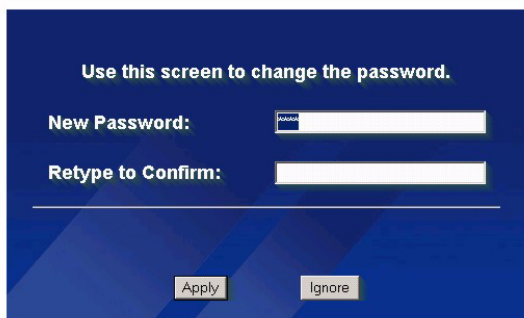 Use this screen to change the password.
New Password: ****
Retype to Confirm:
Apply Ignore